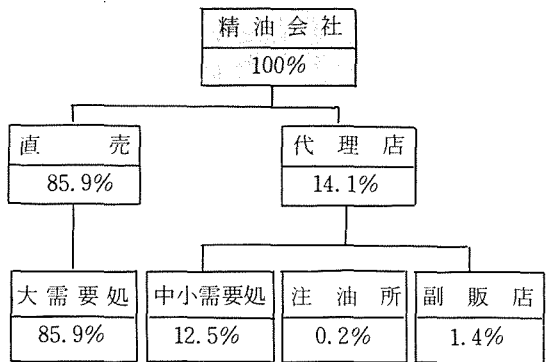 精油会社
100%
直売
85.9%
代理店
14.1%
大需要処
85.9%
中小需要処
12.5%
注油所
0.2%
副販店
1.4%